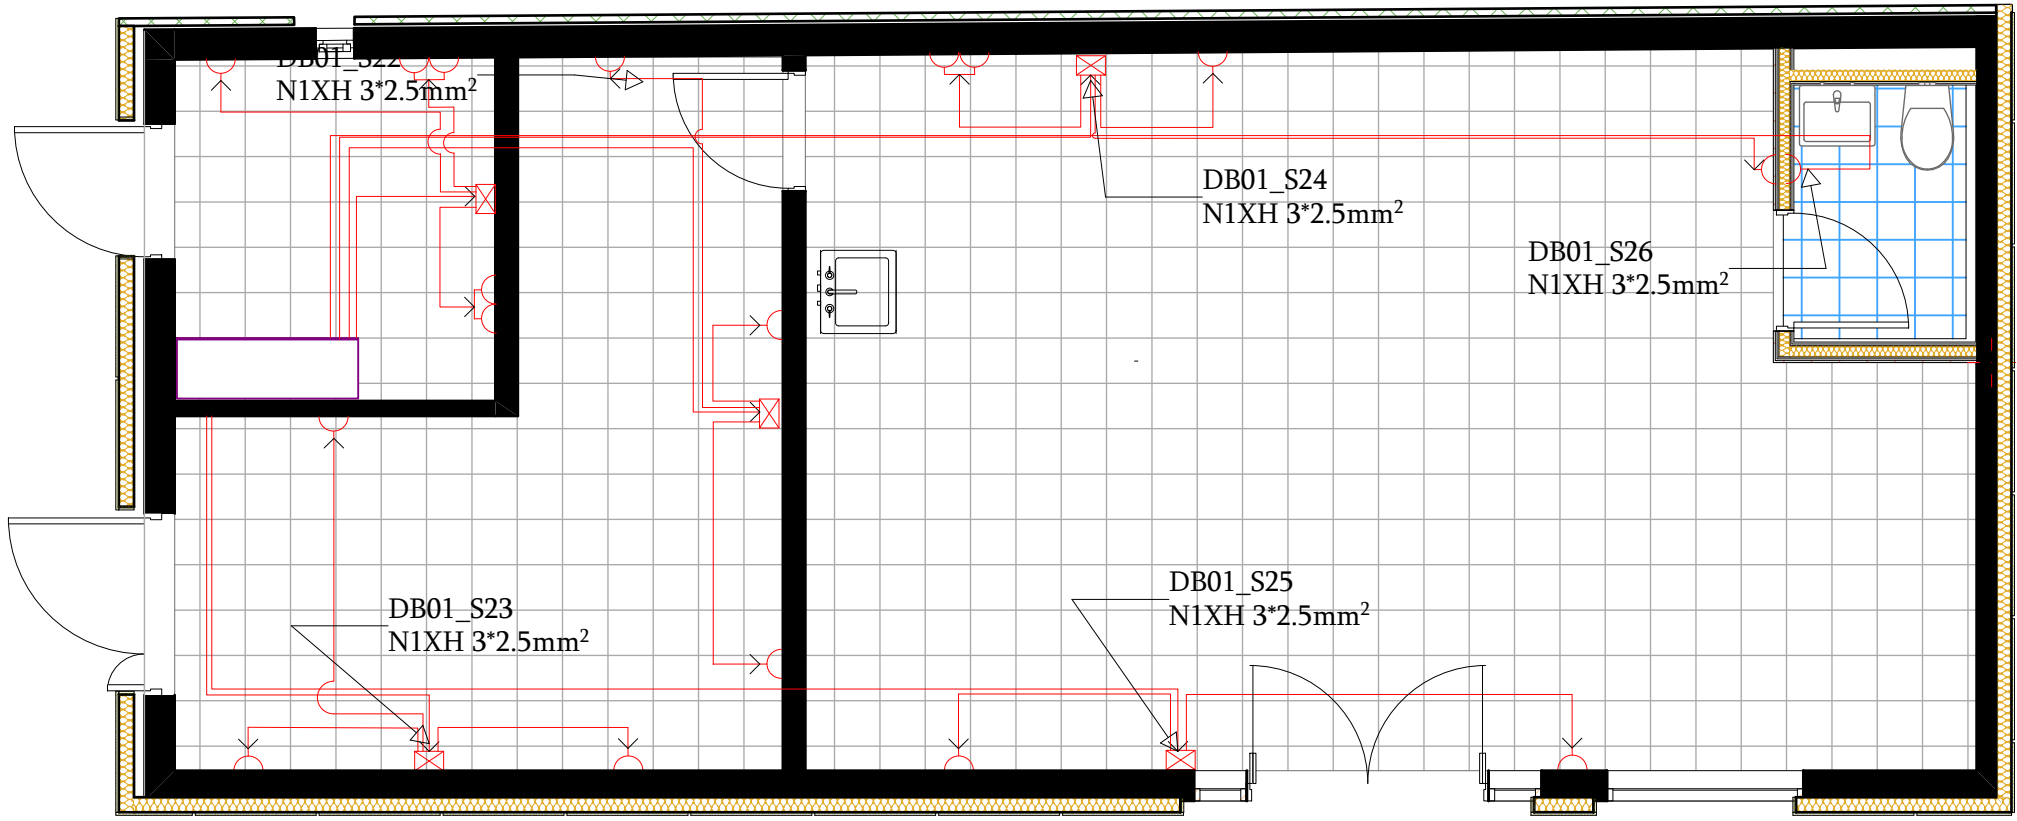 DB01_S22
N1XH 3*2.5mm²
DB01_S24
N1XH 3*2.5mm²
DB01_S26
N1XH 3*2.5mm²
DB01_S25
N1XH 3*2.5mm²
DB01_S23
N1XH 3*2.5mm²